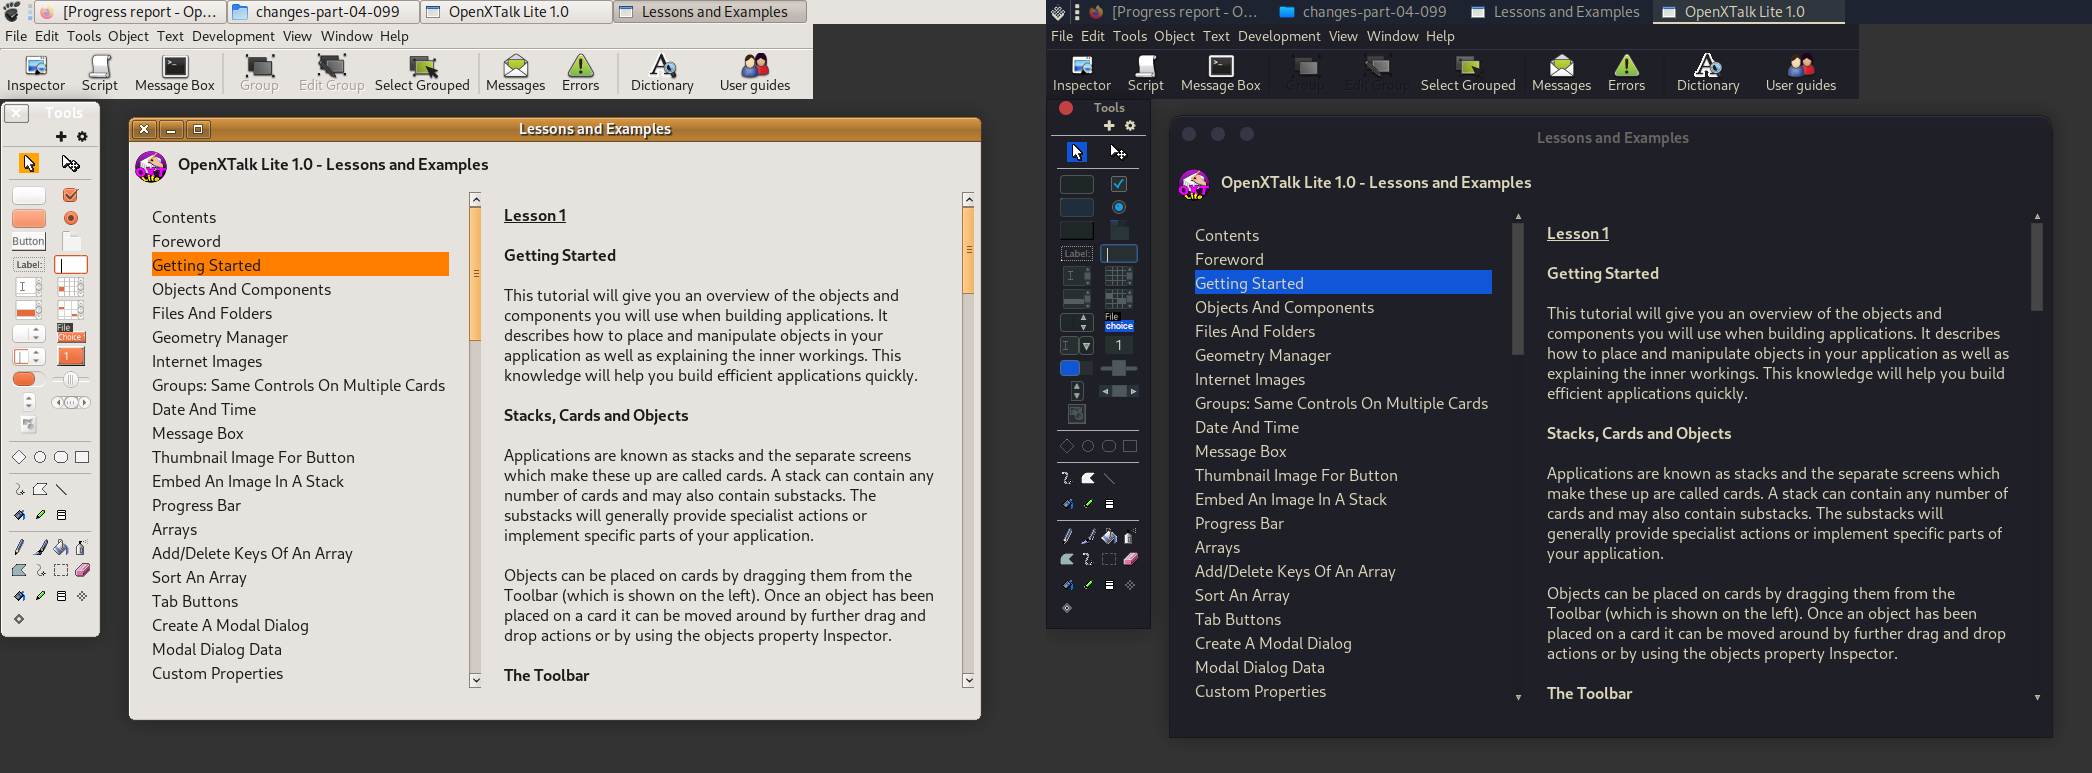 [Progress report - Op... changes-part-04-099 OpenXTalk Lite 1.0 Lessons and Examples
File Edit Tools Object Text Development View Window Help
Inspector Script Message Box Group Edit Group Select Grouped Messages Errors Dictionary User guides
Tools
Button
Label:
File
Choice
1
Lessons and Examples
OpenXTalk Lite 1.0 - Lessons and Examples
Contents
Foreword
Getting Started
Objects And Components
Files And Folders
Geometry Manager
Internet Images
Groups: Same Controls On Multiple Cards
Date And Time
Message Box
Thumbnail Image For Button
Embed An Image In A Stack
Progress Bar
Arrays
Add/Delete Keys Of An Array
Sort An Array
Tab Buttons
Create A Modal Dialog
Modal Dialog Data
Custom Properties
Lesson 1
Getting Started
This tutorial will give you an overview of the objects and
components you will use when building applications. It
describes how to place and manipulate objects in your
application as well as explaining the inner workings. This
knowledge will help you build efficient applications quickly.
Stacks, Cards and Objects
Applications are known as stacks and the separate screens
which make these up are called cards. A stack can contain any
number of cards and may also contain substacks. The
substacks will generally provide specialist actions or
implement specific parts of your application.
Objects can be placed on cards by dragging them from the
Toolbar (which is shown on the left). Once an object has been
placed on a card it can be moved around by further drag and
drop actions or by using the objects property Inspector.
The Toolbar
[Progress report - O... changes-part-04-099 Lessons and Examples OpenXTalk Lite 1.0
File Edit Tools Object Text Development View Window Help
Inspector Script Message Box Group Edit Group Select Grouped Messages Errors Dictionary User guides
Tools
Label:
File
choice
1
Lessons and Examples
OpenXTalk Lite 1.0 - Lessons and Examples
Contents
Foreword
Getting Started
Objects And Components
Files And Folders
Geometry Manager
Internet Images
Groups: Same Controls On Multiple Cards
Date And Time
Message Box
Thumbnail Image For Button
Embed An Image In A Stack
Progress Bar
Arrays
Add/Delete Keys Of An Array
Sort An Array
Tab Buttons
Create A Modal Dialog
Modal Dialog Data
Custom Properties
Lesson 1
Getting Started
This tutorial will give you an overview of the objects and
components you will use when building applications. It describes
how to place and manipulate objects in your application as well as
explaining the inner workings. This knowledge will help you build
efficient applications quickly.
Stacks, Cards and Objects
Applications are known as stacks and the separate screens which
make these up are called cards. A stack can contain any number of
cards and may also contain substacks. The substacks will
generally provide specialist actions or implement specific parts of
your application.
Objects can be placed on cards by dragging them from the
Toolbar (which is shown on the left). Once an object has been
placed on a card it can be moved around by further drag and drop
actions or by using the objects property Inspector.
The Toolbar